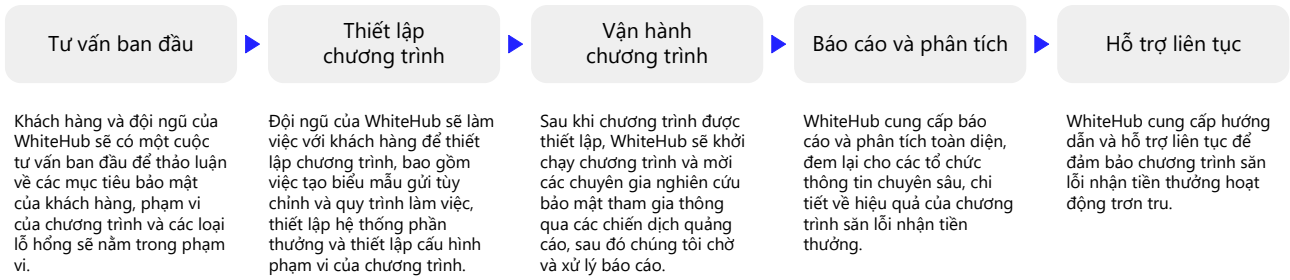 Tư vấn ban đầu
Thiết lập
chương trình
Vận hành
chương trình
Báo cáo và phân tích
Hỗ trợ liên tục
Khách hàng và đội ngũ của
WhiteHub sẽ có một cuộc
tư vấn ban đầu để thảo luận
về các mục tiêu bảo mật
của khách hàng, phạm vi
của chương trình và các loại
lỗ hổng sẽ nằm trong phạm
vi.
Đội ngũ của WhiteHub sẽ làm
việc với khách hàng để thiết
lập chương trình, bao gồm
việc tạo biểu mẫu gửi tùy
chỉnh và quy trình làm việc,
thiết lập hệ thống phần
thưởng và thiết lập cấu hình
phạm vi của chương trình.
Sau khi chương trình được
thiết lập, WhiteHub sẽ khởi
chạy chương trình và mời
các chuyên gia nghiên cứu
bảo mật tham gia thông
qua các chiến dịch quảng
cáo, sau đó chúng tôi chờ
và xử lý báo cáo.
WhiteHub cung cấp báo
cáo và phân tích toàn diện,
đem lại cho các tổ chức
thông tin chuyên sâu, chi
tiết về hiệu quả của chương
trình săn lỗi nhận tiền
thưởng.
WhiteHub cung cấp hướng
dẫn và hỗ trợ liên tục để
đảm bảo chương trình săn
lỗi nhận tiền thưởng hoạt
động trơn tru.